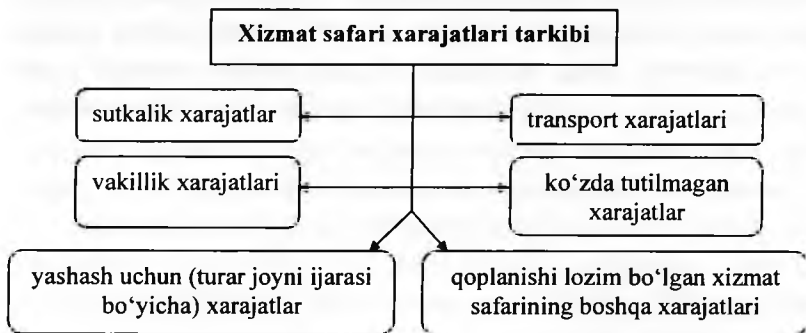 Xizmat safari xarajatlari tarkibi
sutkalik xarajatlar
transport xarajatlari
vakillik xarajatlari
ko‘zda tutilmagan
xarajatlar
yashash uchun (turar joyni ijarasi
bo‘yicha) xarajatlar
qoplanishi lozim bo‘lgan xizmat
safarining boshqa xarajatlari